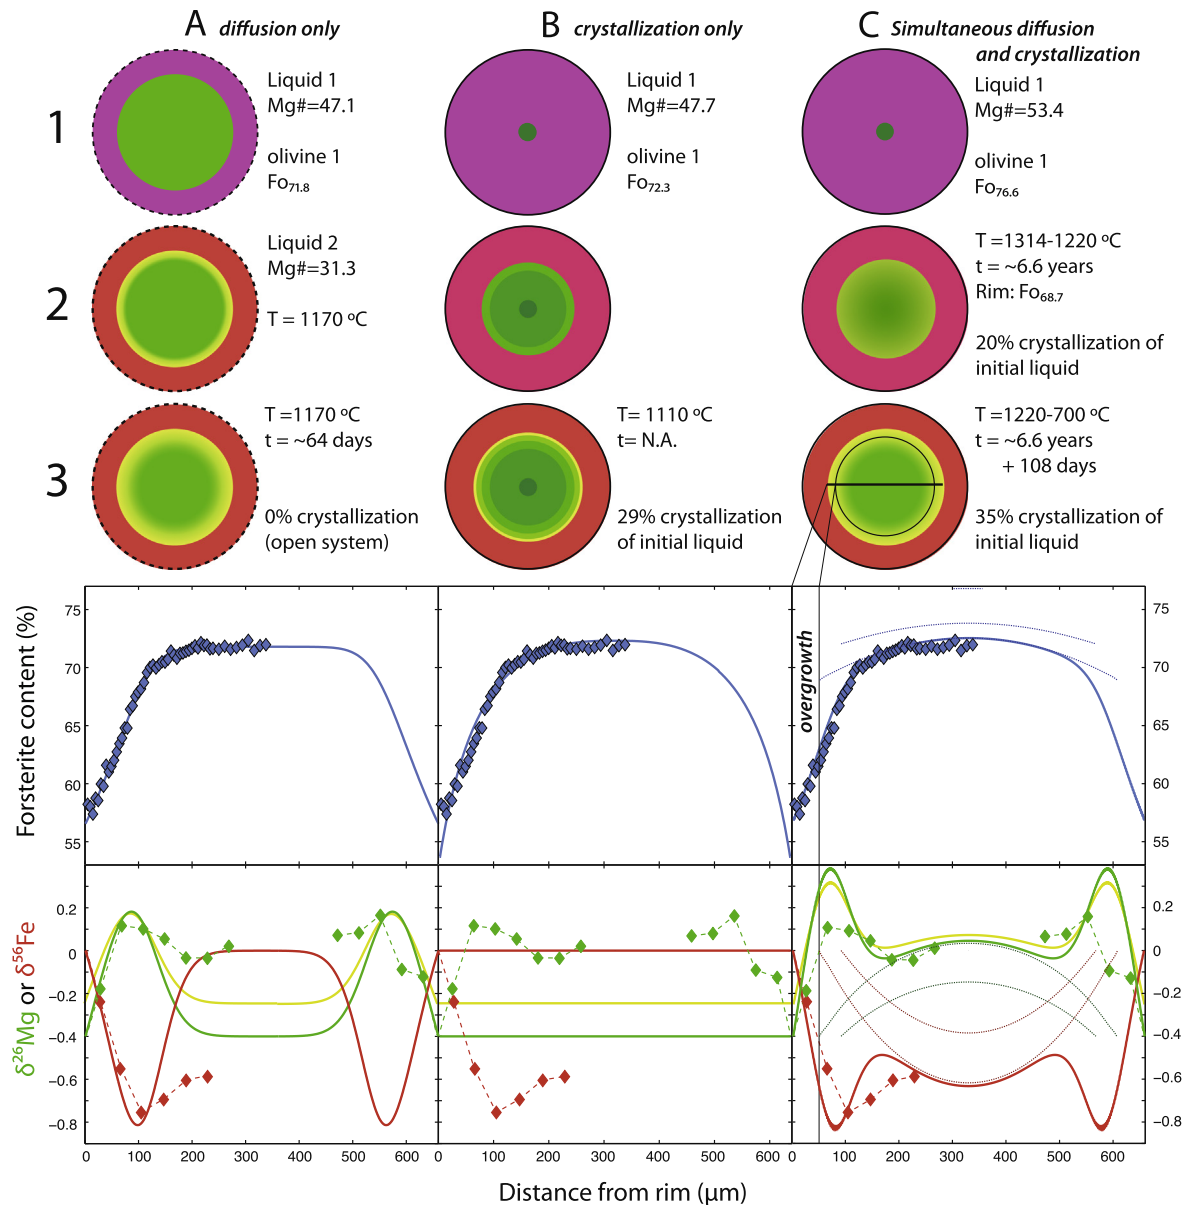 A diffusion only
B crystallization only
C Simultaneous diffusion
and crystallization
1
Liquid 1
Mg#=47.1
olivine 1
Fo71.8
Liquid 1
Mg#=47.7
olivine 1
Fo72.3
Liquid 1
Mg#=53.4
olivine 1
Fo76.6
2
Liquid 2
Mg#=31.3
T = 1170 ºC
T =1314-1220 ºC
t = ~6.6 years
Rim: Fo68.7
20% crystallization of
initial liquid
3
T =1170 ºC
t = ~64 days
0% crystallization
(open system)
T= 1110 ºC
t= N.A.
29% crystallization
of initial liquid
T =1220-700 ºC
t = ~6.6 years
+ 108 days
35% crystallization of
initial liquid
Forsterite content (%)
75
70
65
60
55
overgrowth
75
70
65
60
55
δ26Mg or δ56Fe
0.2
0
−0.2
−0.4
−0.6
−0.8
0.2
0
−0.2
−0.4
−0.6
−0.8
0 100 200 300 400 500 600
0 100 200 300 400 500 600
0 100 200 300 400 500 600
Distance from rim (µm)